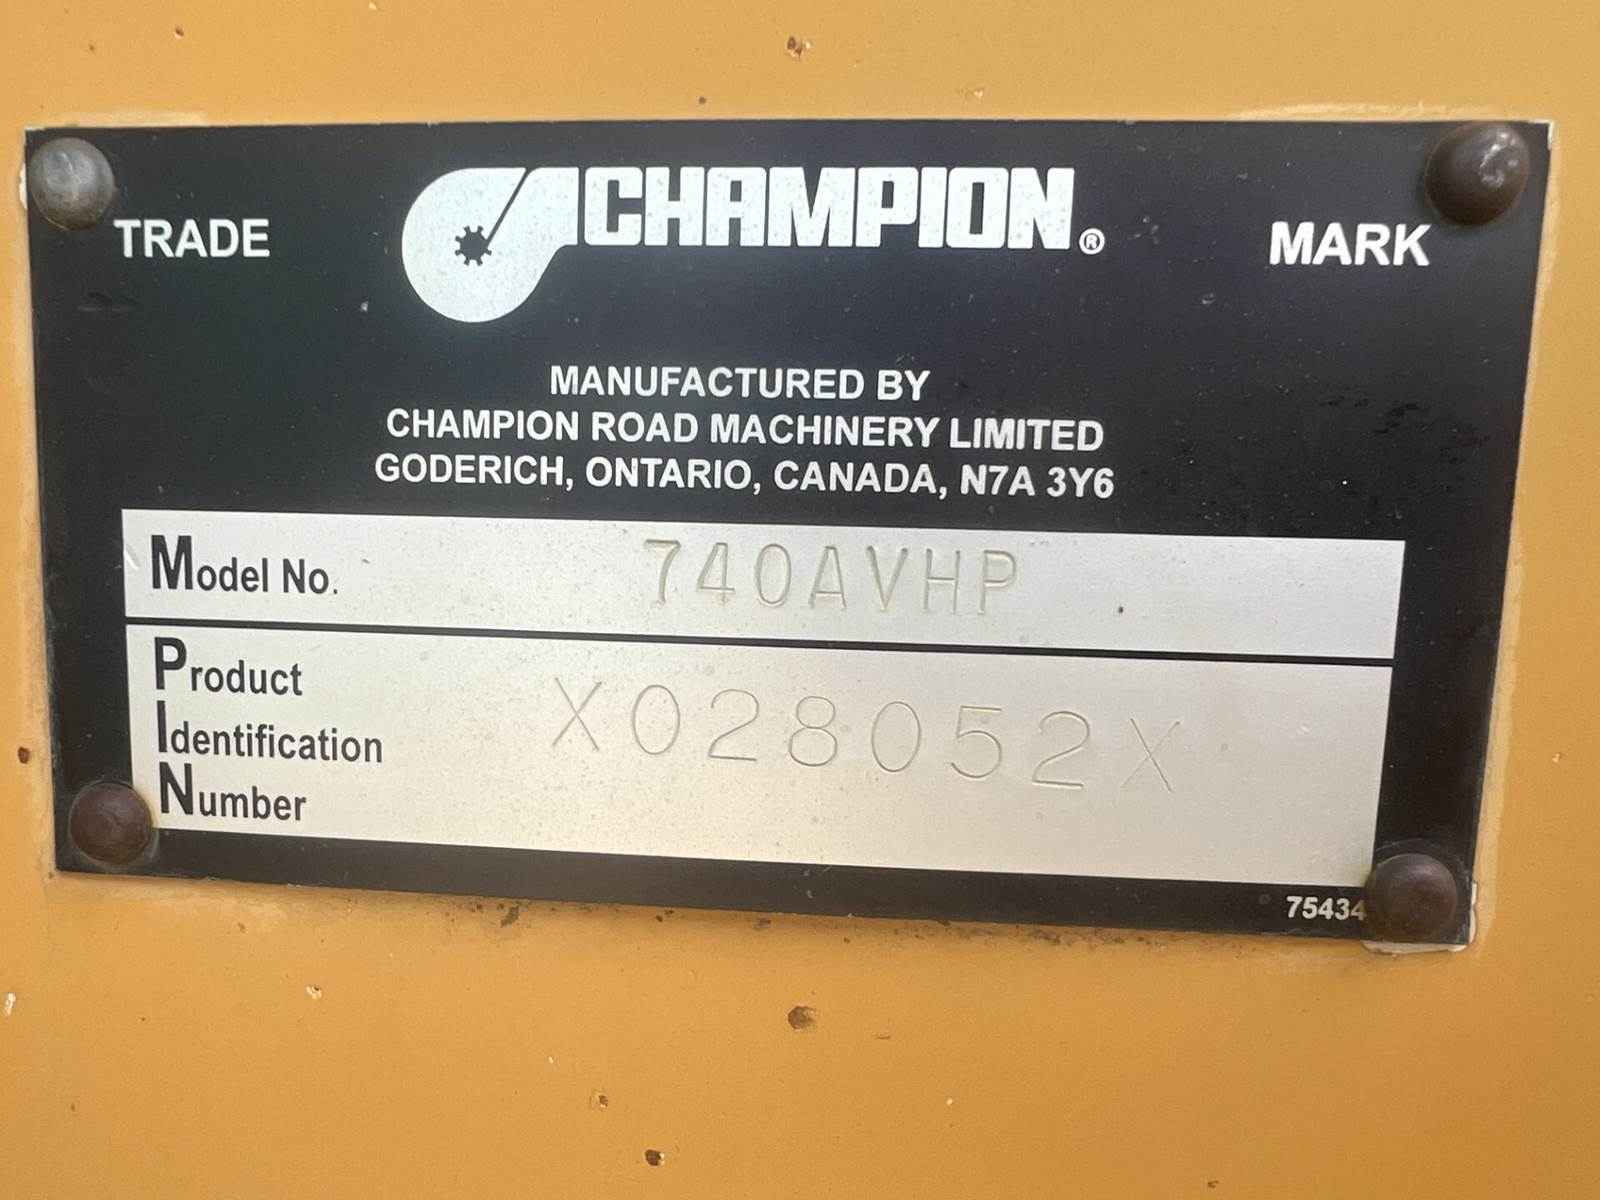 TRADE CHAMPION® MARK
MANUFACTURED BY
CHAMPION ROAD MACHINERY LIMITED
GODERICH, ONTARIO, CANADA, N7A 3Y6
Model No. 740AVHP
Product
Identification X028052X
Number
75434